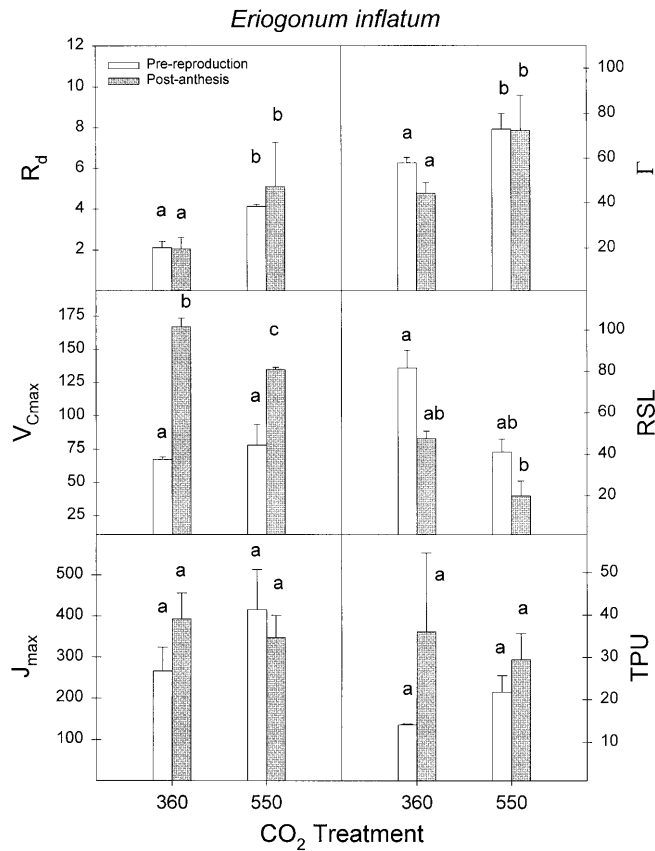 Eriogonum inflatum
Pre-reproduction
Post-anthesis
R_d
12
10
8
6
4
2
a a b b
Γ
100
80
60
40
20
a a b b
V_Cmax
175
150
125
100
75
50
25
a b a c
RSL
100
80
60
40
20
a ab ab b
J_max
500
400
300
200
100
a a a a
TPU
50
40
30
20
10
a a a a
360 550 360 550
CO₂ Treatment